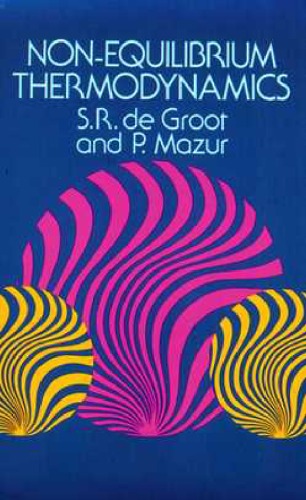 NON-EQUILIBRIUM
THERMODYNAMICS
S.R. de Groot
and P. Mazur